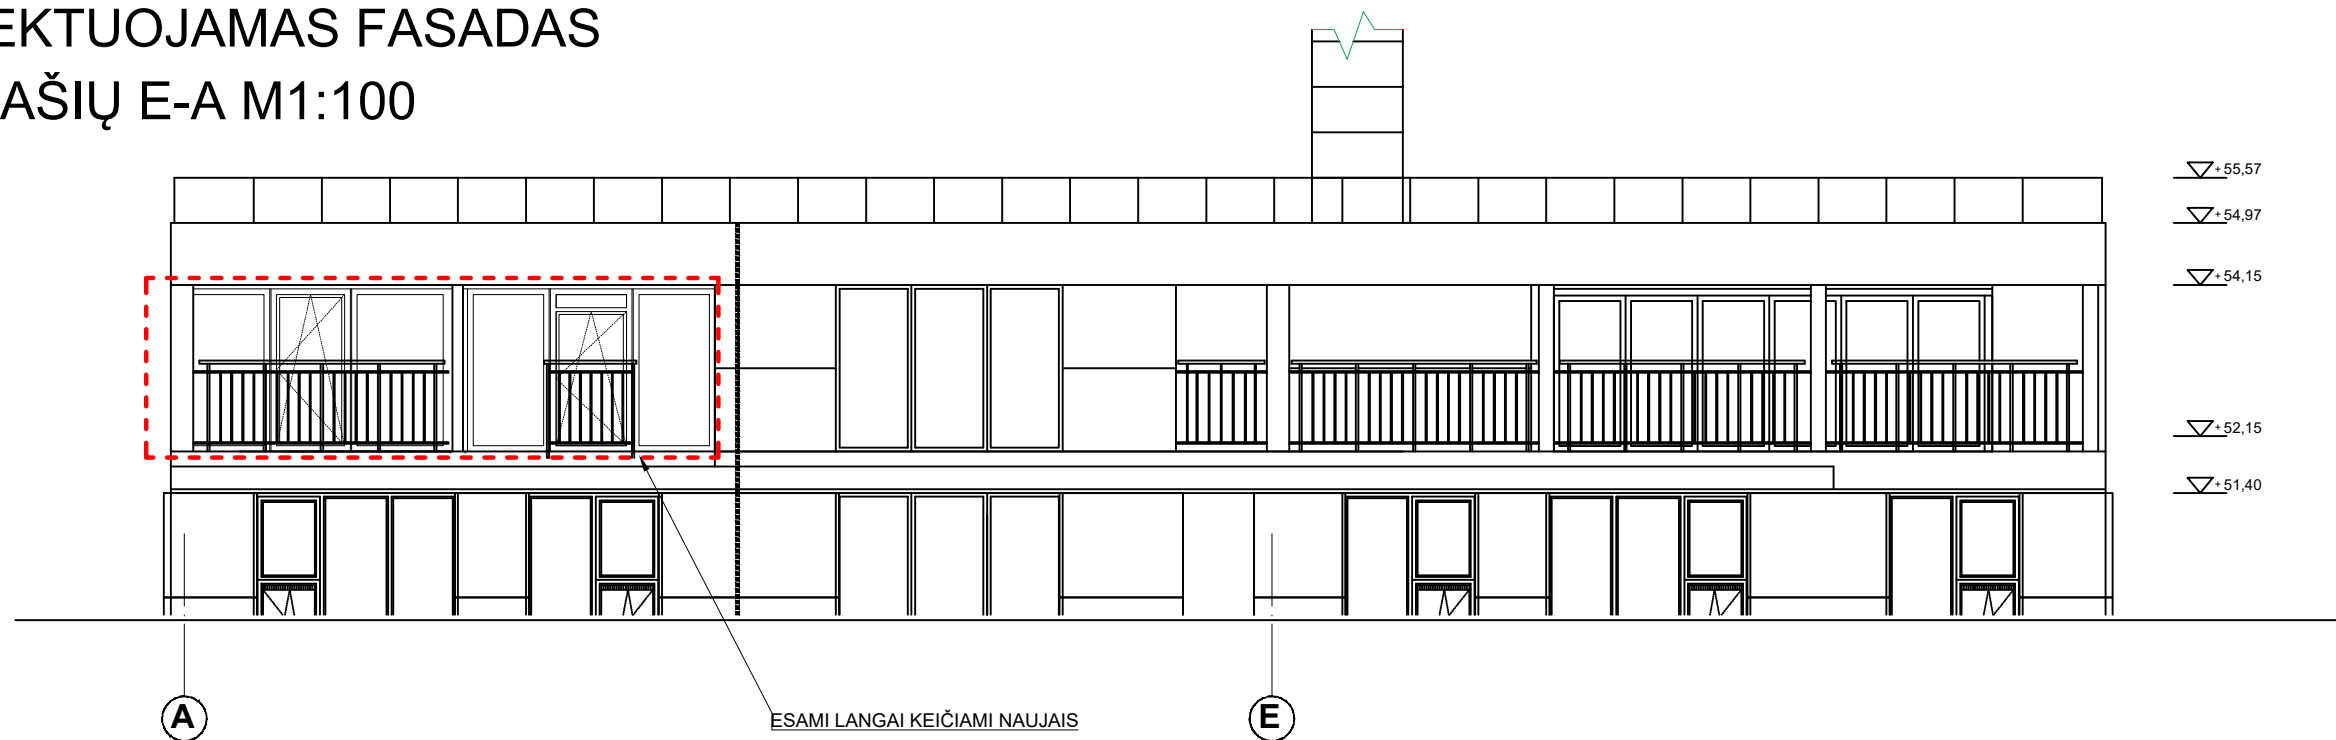 EKTUOJAMAS FASADAS
AŠIŲ E-A M1:100
+55,57
+54,97
+54,15
+52,15
+51,40
A
E
ESAMI LANGAI KEIČIAMI NAUJAIS